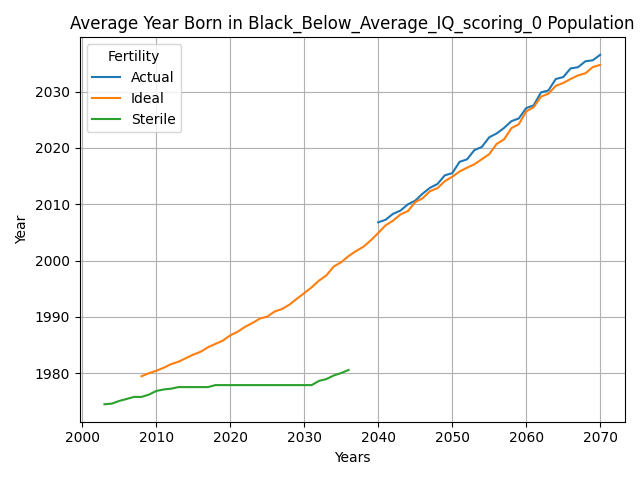 Average Year Born in Black_Below_Average_IQ_scoring_0 Population
Fertility
Actual
Ideal
Sterile
Year
2030
2020
2010
2000
1990
1980
2000 2010 2020 2030 2040 2050 2060 2070
Years